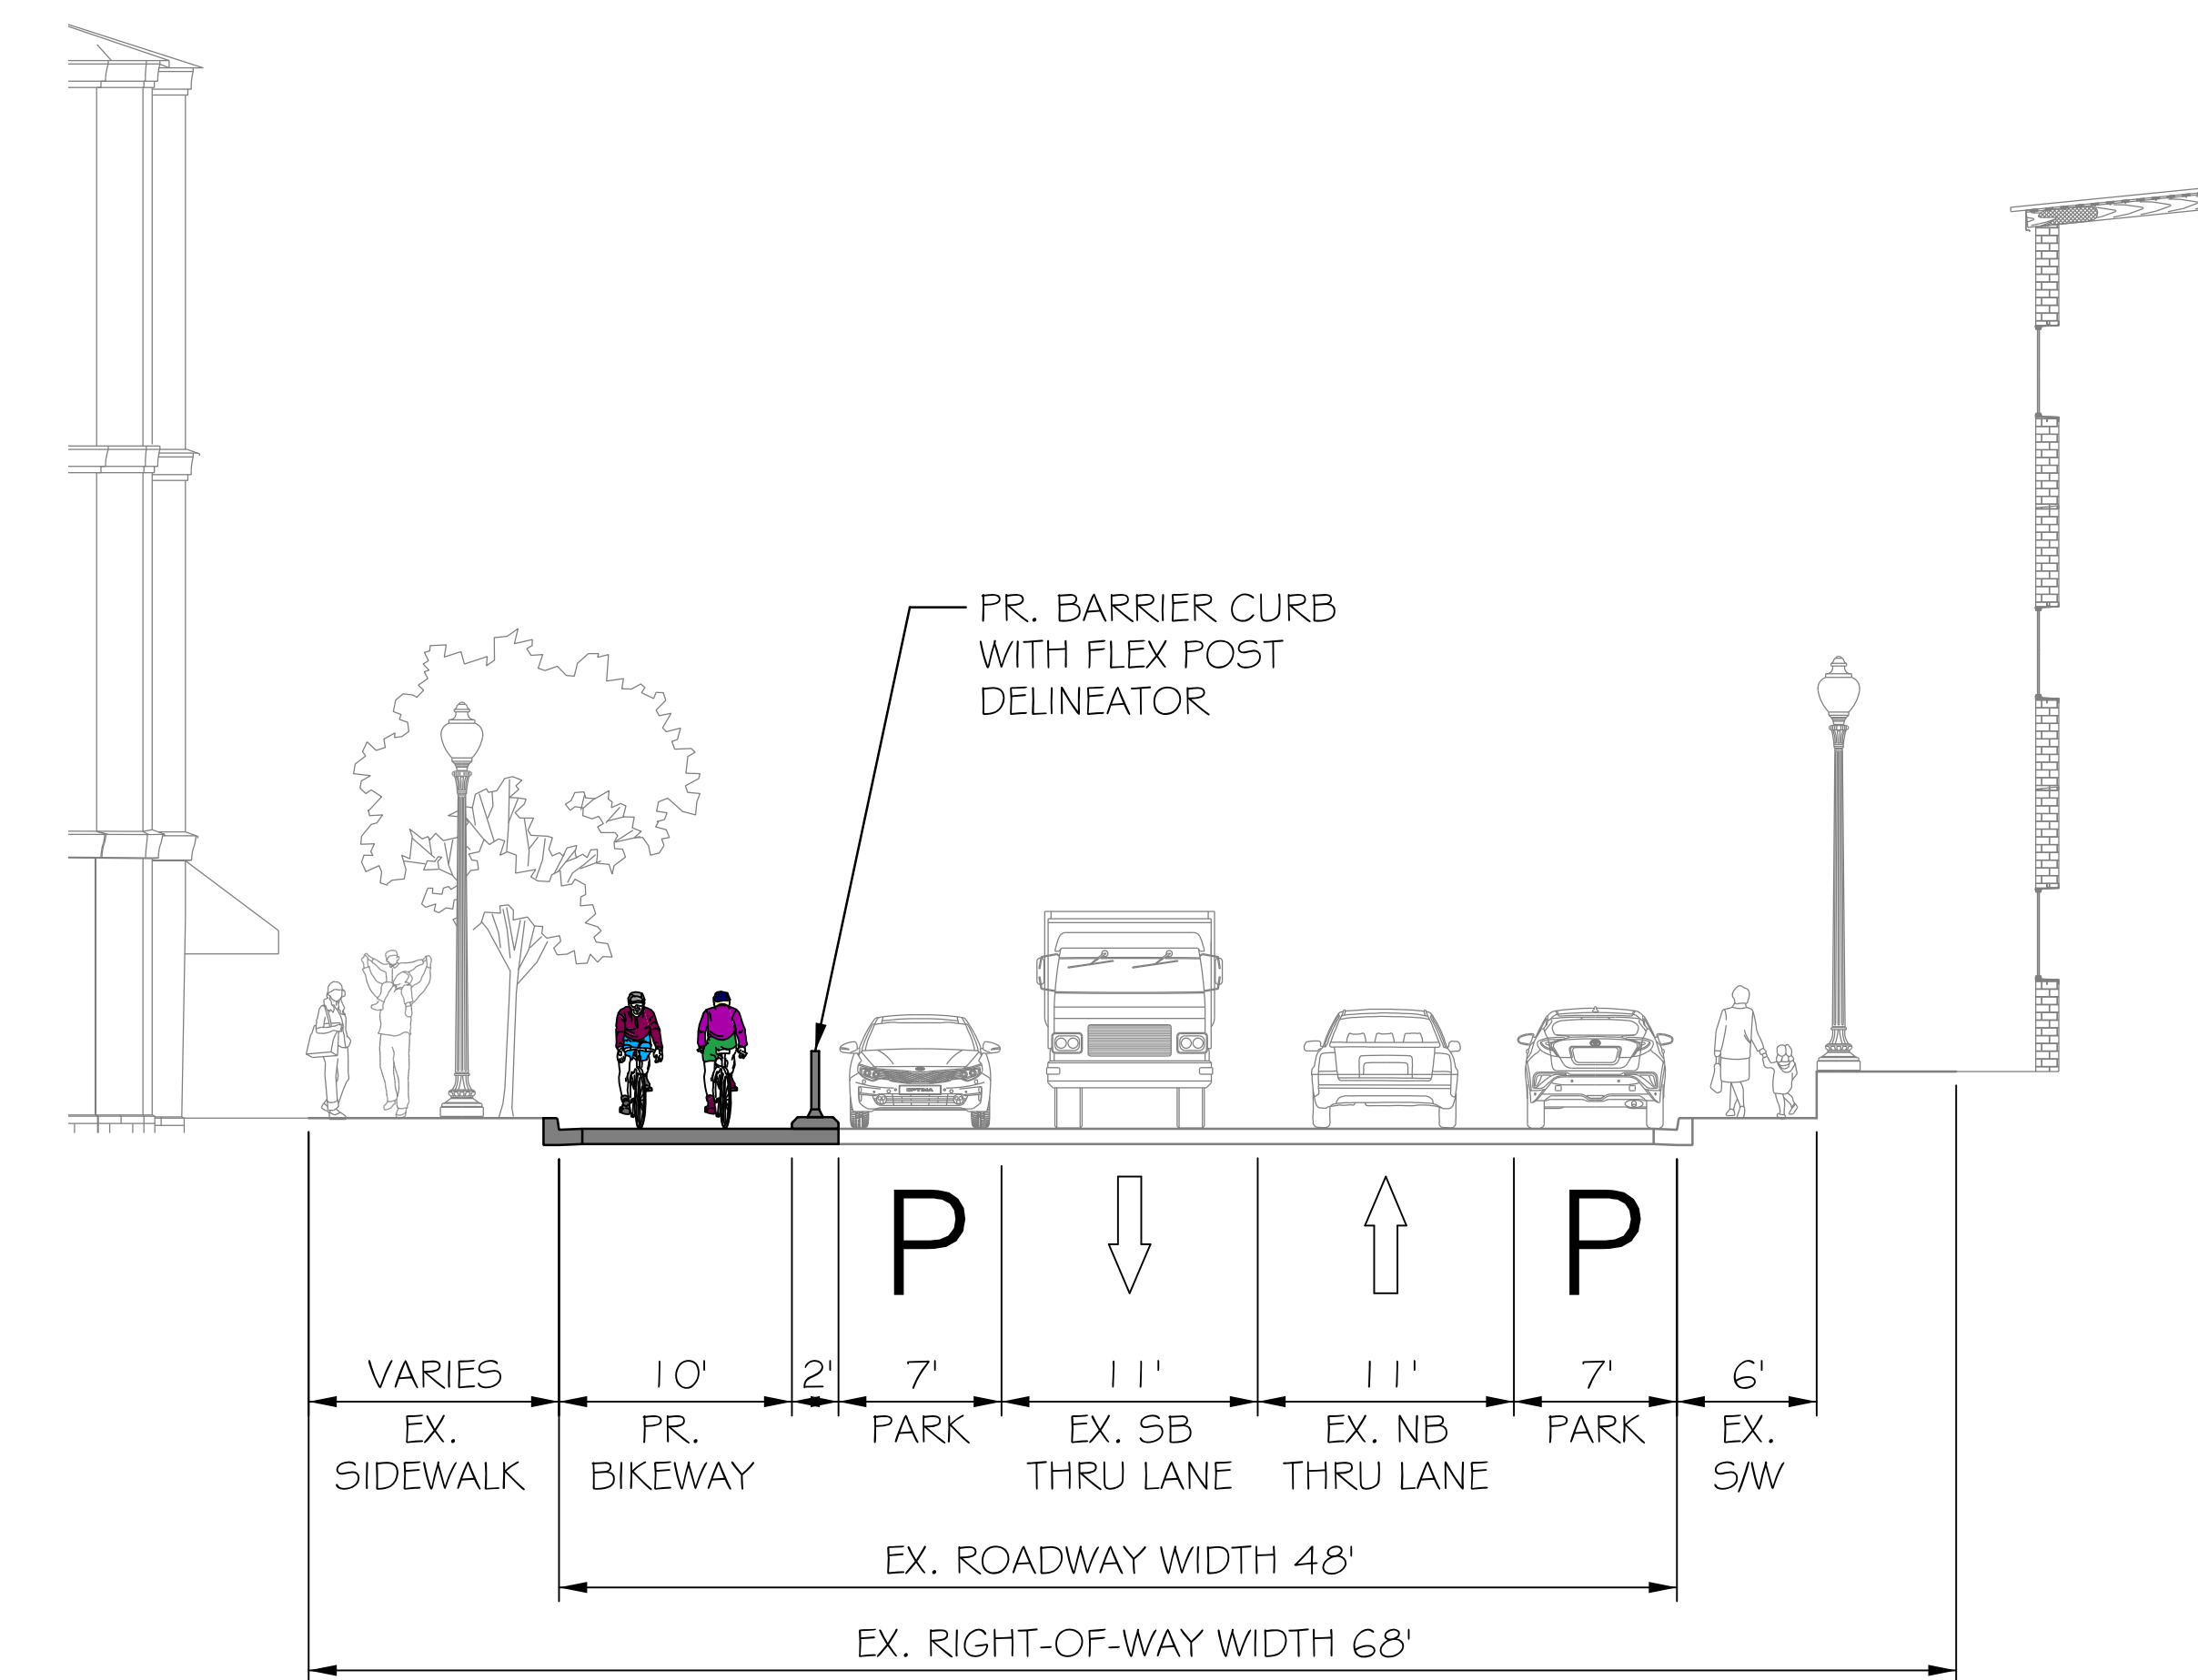 PR. BARRIER CURB
WITH FLEX POST
DELINEATOR
OPTIMA
P
P
VARIES
10'
2'
7'
11'
11'
7'
6'
EX.
SIDEWALK
PR.
BIKEWAY
PARK
EX. SB
THRU LANE
EX. NB
THRU LANE
PARK
EX.
S/W
EX. ROADWAY WIDTH 48'
EX. RIGHT-OF-WAY WIDTH 68'